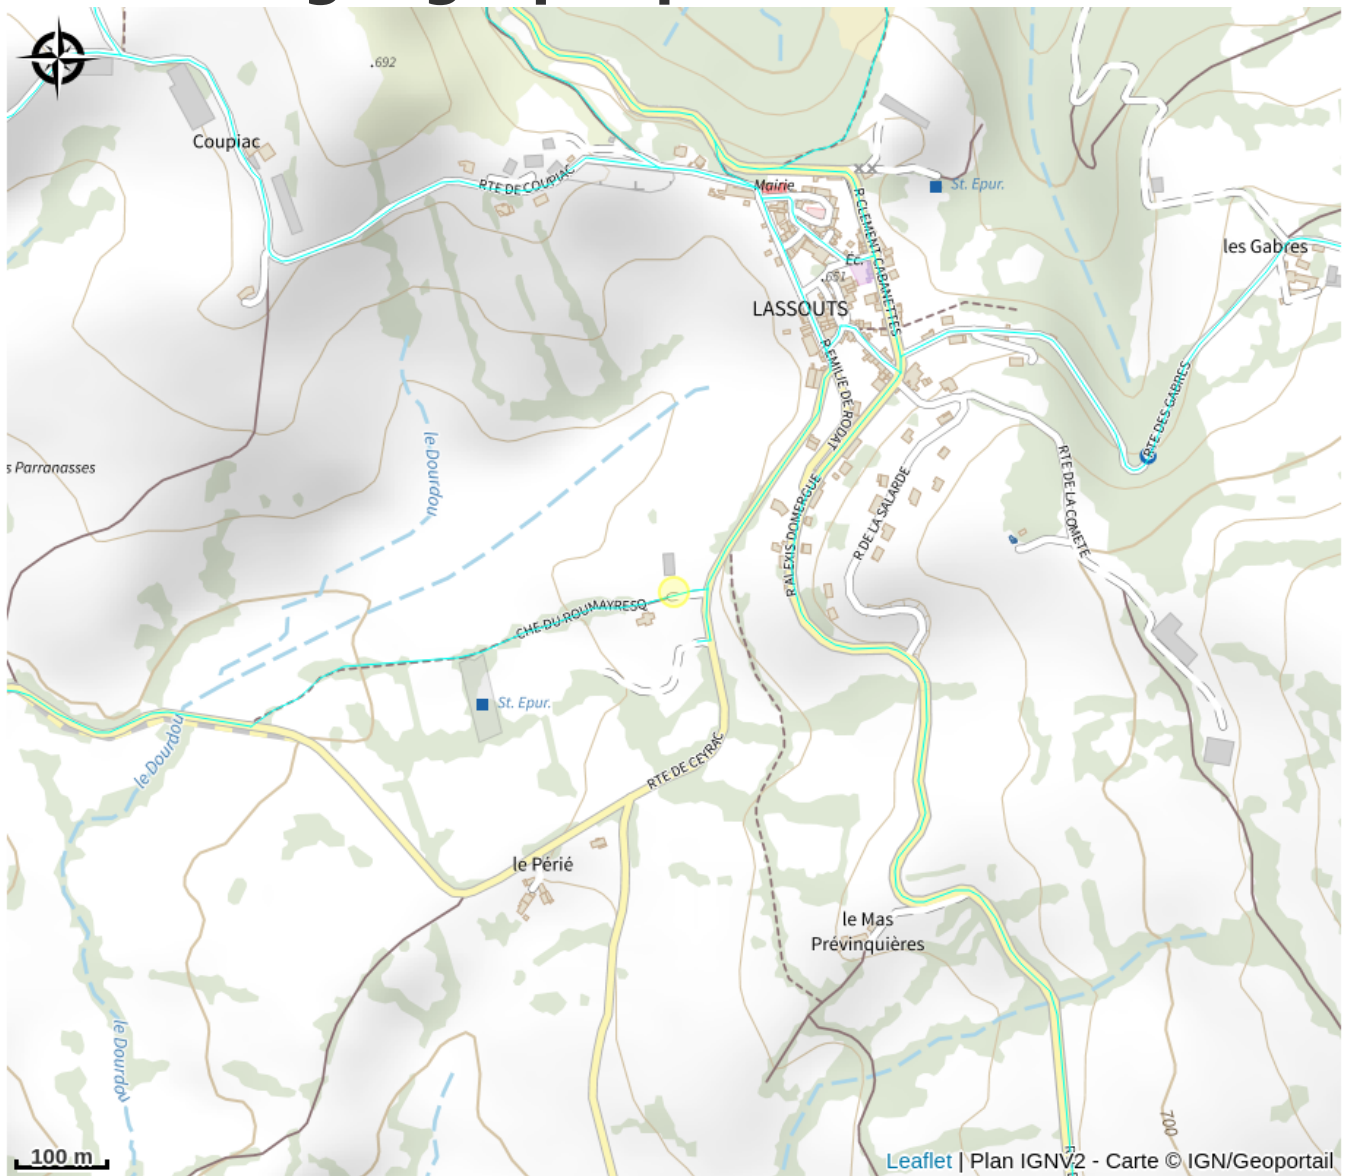 .692
Coupiac
RTE DE COUPIAC
Mairie
St. Epur.
R CLEMENT CABANETTES
les Gabres
Éc.
.651
LASSOUTS
R EMILIE DE RODAT
RTE DES GABRES
s Parranasses
le Dourdou
R ALEXIS DOMERGUE
R DE LA SALARDE
RTE DE LA COMETE
CHE DU ROUMAYRESQ
St. Epur.
le Dourdou
RTE DE CEYRAC
le Périé
le Mas
Prévinquières
le Dourdou
700
R
100 m
Leaflet | Plan IGNV2 - Carte © IGN/Geoportail